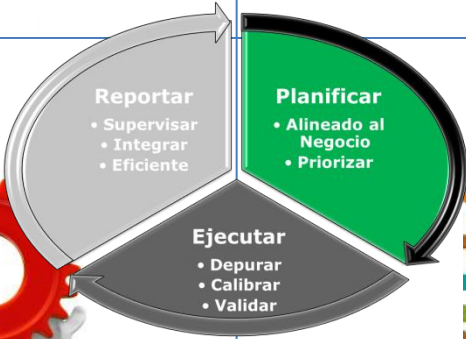 Reportar
• Supervisar
• Integrar
• Eficiente
Planificar
• Alineado al
Negocio
• Priorizar
Ejecutar
• Depurar
• Calibrar
• Validar